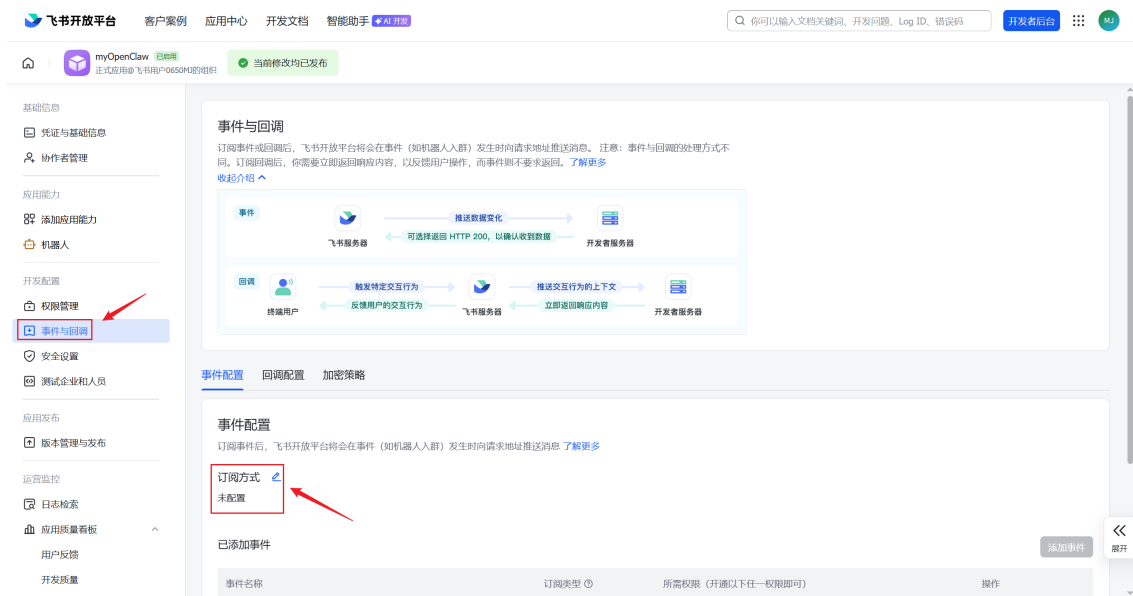 飞书开放平台
客户案例 应用中心 开发文档 智能助手 AI 开发
你可以输入文档关键词、开发问题、Log ID、错误码
开发者后台
MJ
myOpenClaw 已启用
正式应用@飞书用户0650MJ的组织
当前修改均已发布
基础信息
凭证与基础信息
协作者管理
应用能力
添加应用能力
机器人
开发配置
权限管理
事件与回调
安全设置
测试企业和人员
应用发布
版本管理与发布
运营监控
日志检索
应用质量看板
用户反馈
开发质量
事件与回调
订阅事件或回调后，飞书开放平台将会在事件（如机器人入群）发生时向请求地址推送消息。 注意：事件与回调的处理方式不
同。订阅回调后，你需要立即返回响应内容，以反馈用户操作，而事件则不要求返回。了解更多
收起介绍
事件
推送数据变化
可选择返回 HTTP 200，以确认收到数据
飞书服务器 开发者服务器
回调
触发特定交互行为 推送交互行为的上下文
反馈用户的交互行为 立即返回响应内容
终端用户 飞书服务器 开发者服务器
事件配置 回调配置 加密策略
事件配置
订阅事件后，飞书开放平台将会在事件（如机器人入群）发生时向请求地址推送消息 了解更多
订阅方式
未配置
已添加事件 添加事件
展开
事件名称 订阅类型 所需权限（开通以下任一权限即可） 操作